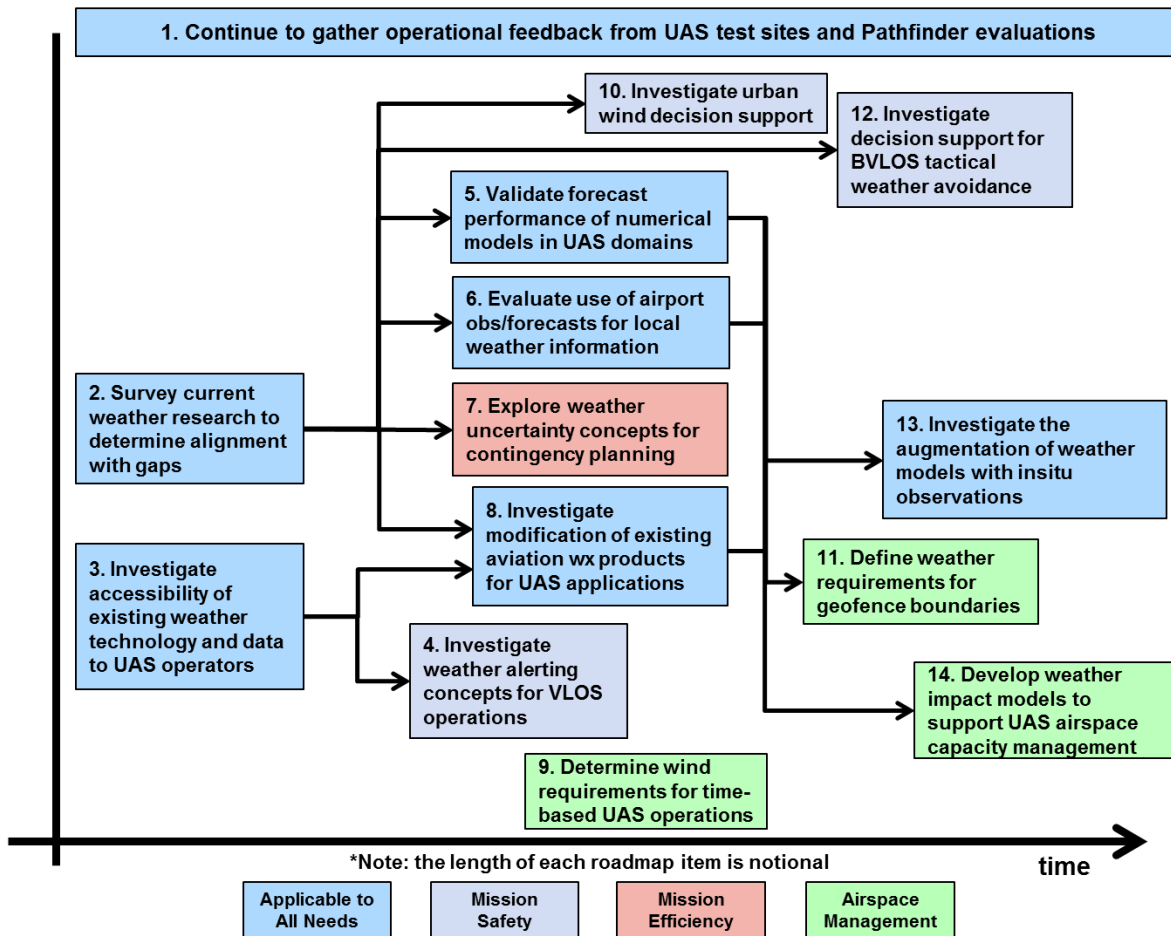 1. Continue to gather operational feedback from UAS test sites and Pathfinder evaluations
10. Investigate urban
wind decision support
12. Investigate
decision support for
BVLOS tactical
weather avoidance
5. Validate forecast
performance of numerical
models in UAS domains
6. Evaluate use of airport
obs/forecasts for local
weather information
2. Survey current
weather research to
determine alignment
with gaps
7. Explore weather
uncertainty concepts for
contingency planning
13. Investigate the
augmentation of weather
models with insitu
observations
8. Investigate
modification of existing
aviation wx products
for UAS applications
3. Investigate
accessibility of
existing weather
technology and data
to UAS operators
11. Define weather
requirements for
geofence boundaries
4. Investigate
weather alerting
concepts for VLOS
operations
14. Develop weather
impact models to
support UAS airspace
capacity management
9. Determine wind
requirements for time-
based UAS operations
*Note: the length of each roadmap item is notional
time
Applicable to
All Needs
Mission
Safety
Mission
Efficiency
Airspace
Management